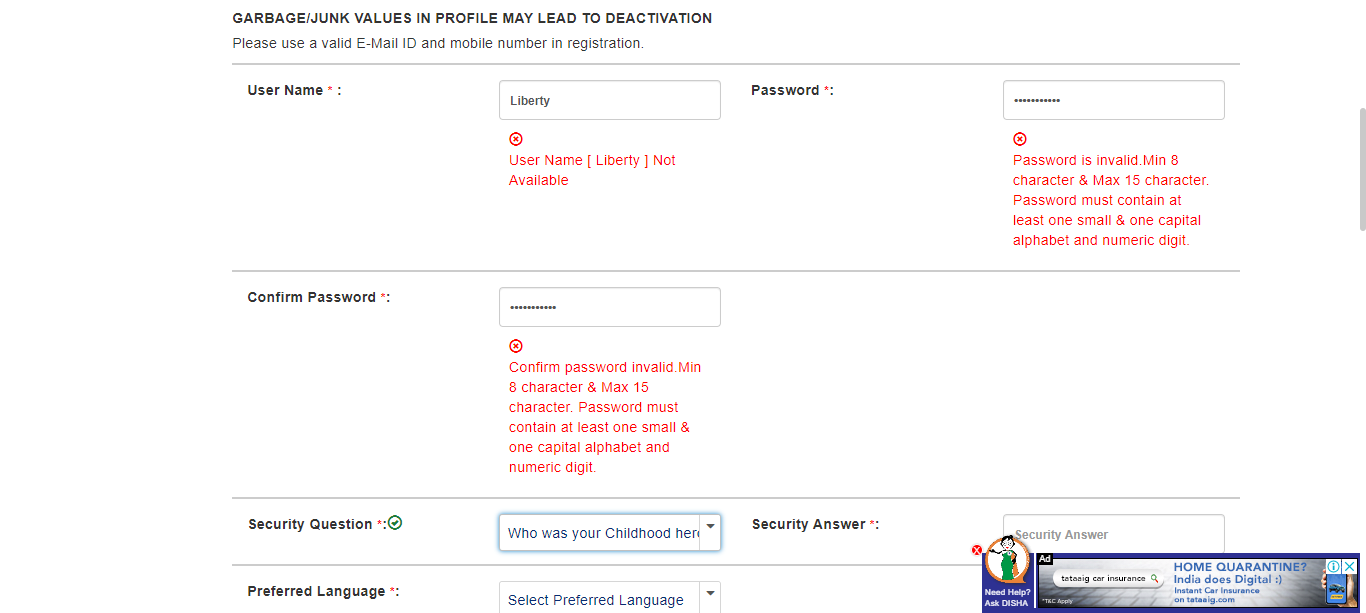 GARBAGE/JUNK VALUES IN PROFILE MAY LEAD TO DEACTIVATION
Please use a valid E-Mail ID and mobile number in registration.
User Name * :
Liberty
User Name [ Liberty ] Not
Available
Password *:
•••••••••••
Password is invalid.Min 8
character & Max 15 character.
Password must contain at
least one small & one capital
alphabet and numeric digit.
Confirm Password *:
•••••••••••
Confirm password invalid.Min
8 character & Max 15
character. Password must
contain at least one small &
one capital alphabet and
numeric digit.
Security Question *:
Who was your Childhood her
Security Answer *:
Security Answer
Preferred Language *:
Select Preferred Language
Need Help?
Ask DISHA
Ad
tataaig car insurance
*T&C Apply
HOME QUARANTINE?
India does Digital :)
Instant Car Insurance
on tataaig.com